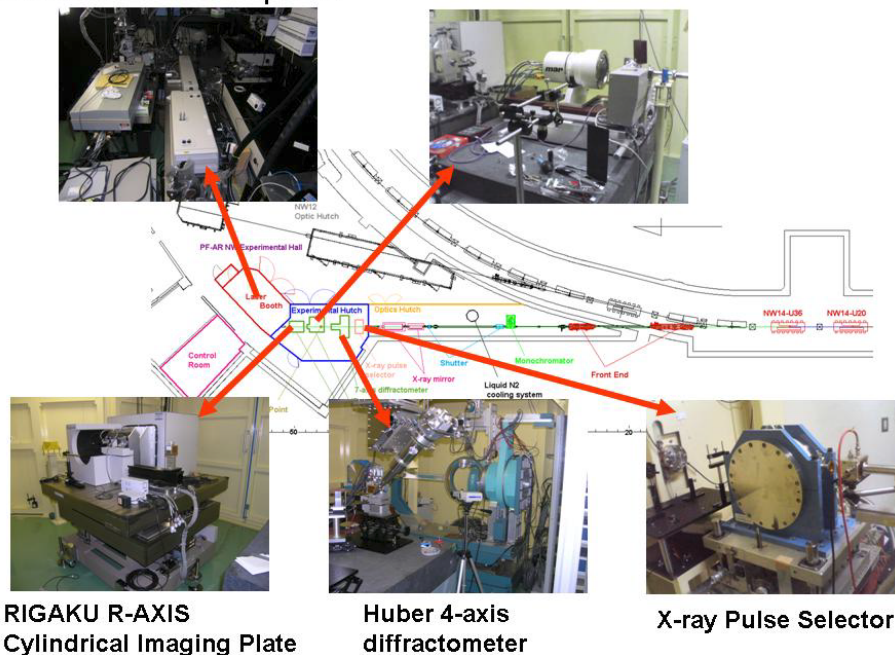 mar
NW12
Optic Hutch
PF-AR NW Experimental Hall
Laser
Booth
Experimental Hutch
Optics Hutch
NW14-U36
NW14-U20
Control
Room
X-ray pulse
selector
X-ray mirror
Shutter
Monochromator
Front End
7-axis diffractometer
Liquid N2
cooling system
Point
50
20
RIGAKU R-AXIS
Cylindrical Imaging Plate
Huber 4-axis
diffractometer
X-ray Pulse Selector